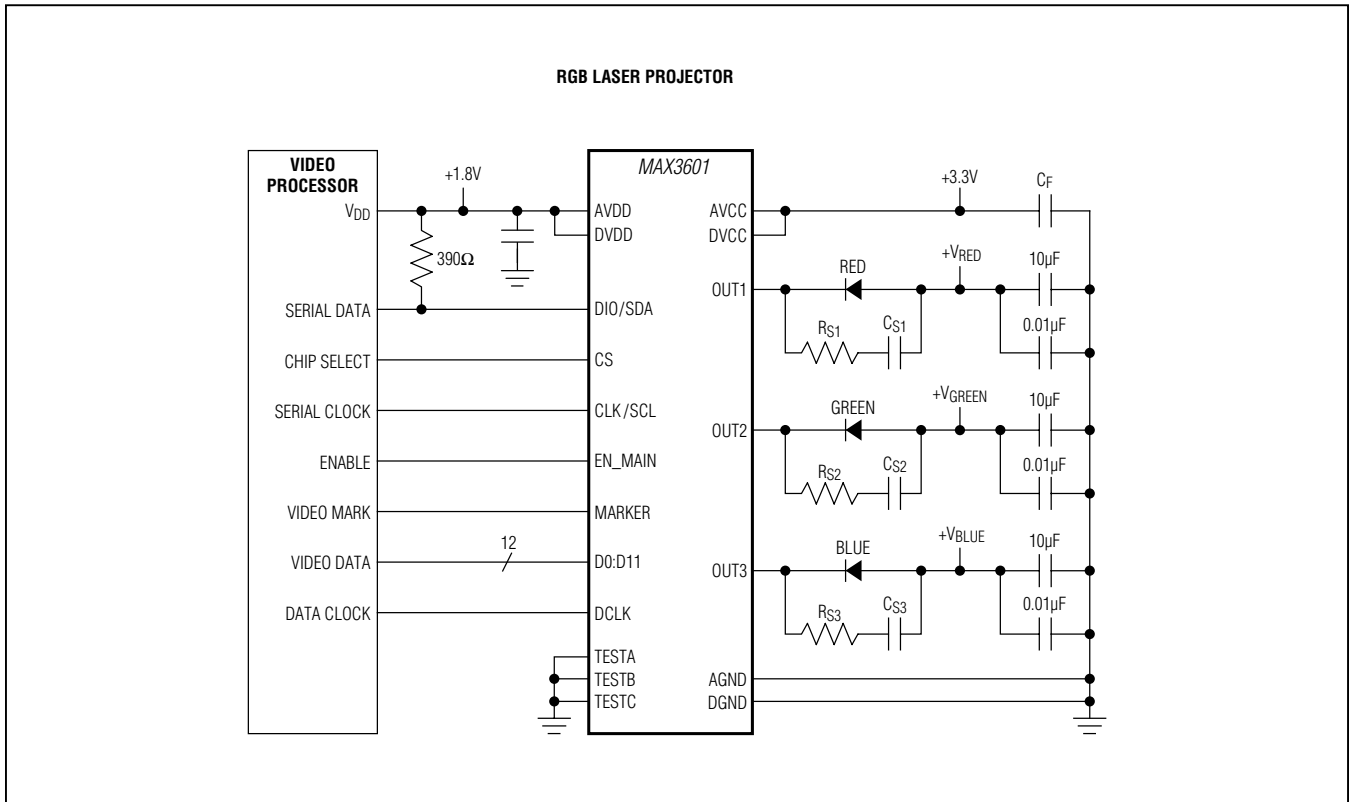 RGB LASER PROJECTOR
VIDEO
PROCESSOR
VDD
SERIAL DATA
CHIP SELECT
SERIAL CLOCK
ENABLE
VIDEO MARK
VIDEO DATA
DATA CLOCK
+1.8V
390Ω
12
MAX3601
AVDD
DVDD
DIO/SDA
CS
CLK/SCL
EN_MAIN
MARKER
D0:D11
DCLK
TESTA
TESTB
TESTC
AVCC
DVCC
OUT1
OUT2
OUT3
AGND
DGND
+3.3V
CF
RED
+VRED
10µF
RS1
CS1
0.01µF
GREEN
+VGREEN
10µF
RS2
CS2
0.01µF
BLUE
+VBLUE
10µF
RS3
CS3
0.01µF